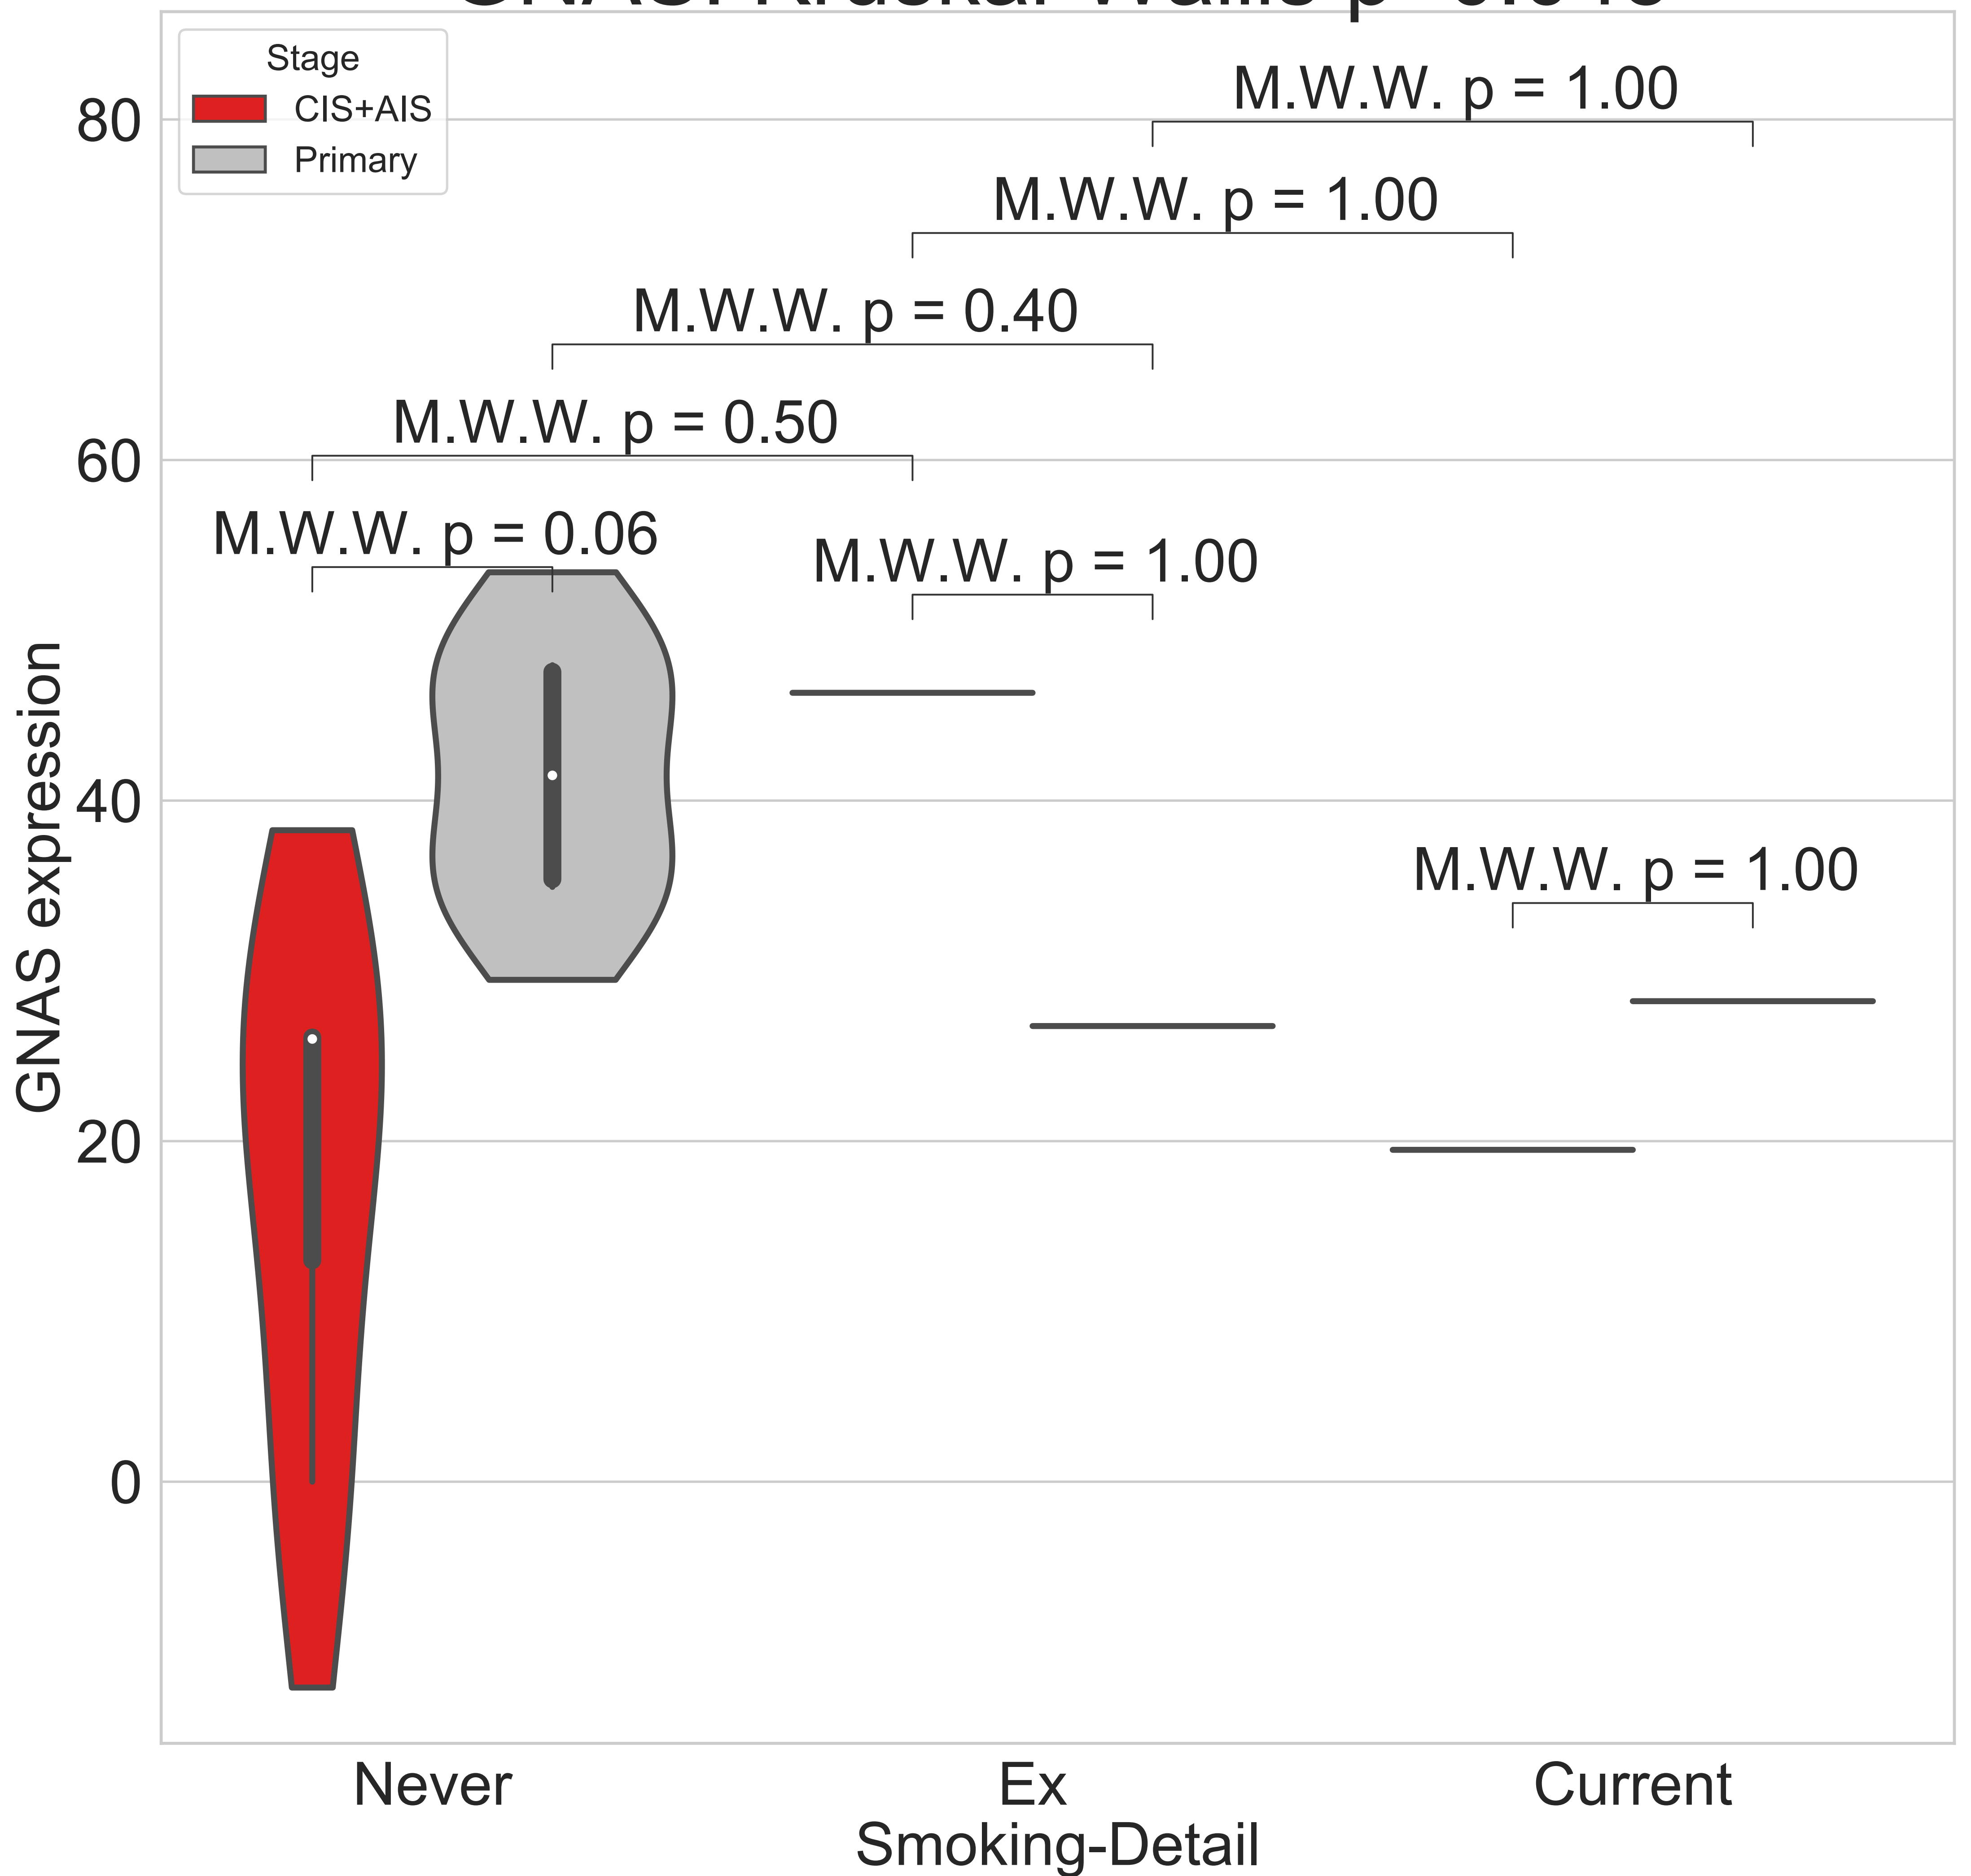 Stage
CIS+AIS
Primary
M.W.W. p = 1.00
M.W.W. p = 1.00
M.W.W. p = 0.40
M.W.W. p = 0.50
M.W.W. p = 0.06
M.W.W. p = 1.00
M.W.W. p = 1.00
80
60
40
20
0
GNAS expression
Never
Ex
Current
Smoking-Detail